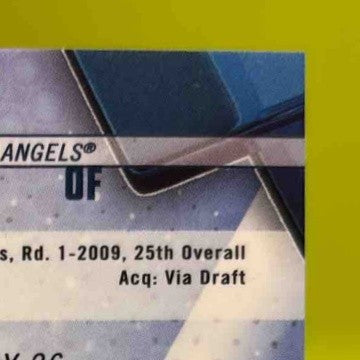 ANGELS®
OF
s, Rd. 1-2009, 25th Overall
Acq: Via Draft